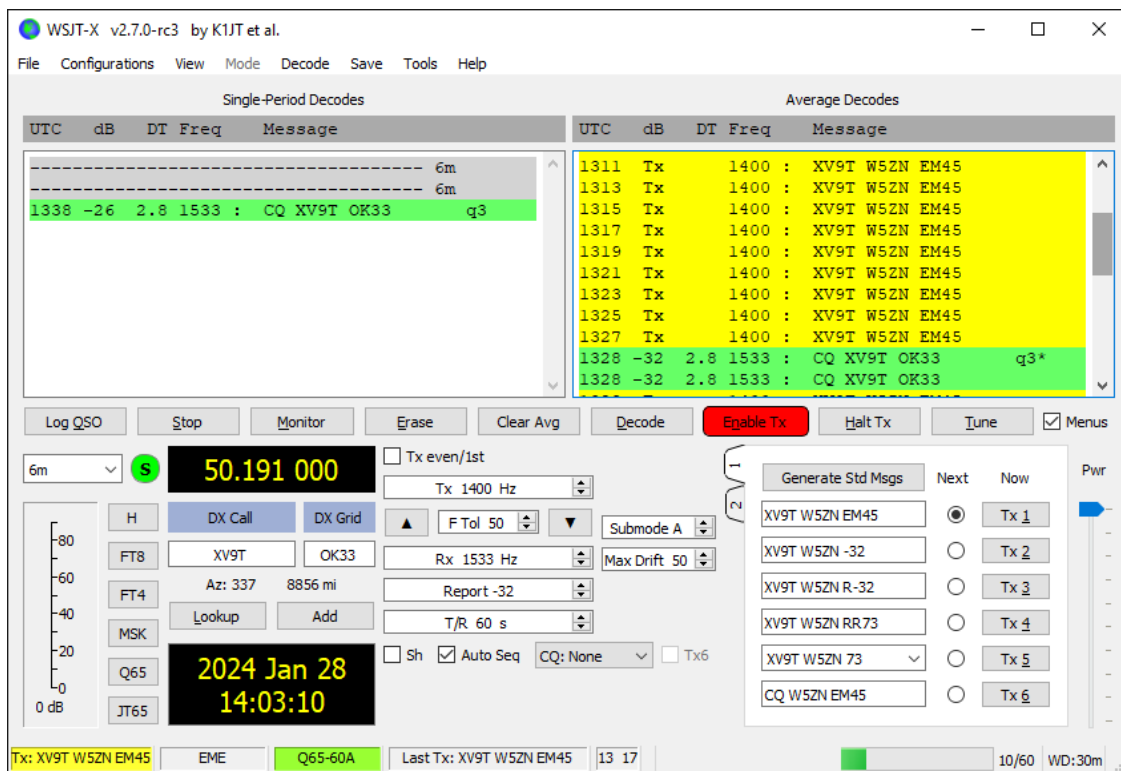 WSJT-X v2.7.0-rc3 by K1JT et al.
File Configurations View Mode Decode Save Tools Help
Single-Period Decodes
UTC dB DT Freq Message
------------------------------------- 6m
------------------------------------- 6m
1338 -26 2.8 1533 : CQ XV9T OK33 q3
Average Decodes
UTC dB DT Freq Message
1311 Tx 1400 : XV9T W5ZN EM45
1313 Tx 1400 : XV9T W5ZN EM45
1315 Tx 1400 : XV9T W5ZN EM45
1317 Tx 1400 : XV9T W5ZN EM45
1319 Tx 1400 : XV9T W5ZN EM45
1321 Tx 1400 : XV9T W5ZN EM45
1323 Tx 1400 : XV9T W5ZN EM45
1325 Tx 1400 : XV9T W5ZN EM45
1327 Tx 1400 : XV9T W5ZN EM45
1328 -32 2.8 1533 : CQ XV9T OK33 q3*
1328 -32 2.8 1533 : CQ XV9T OK33
Log QSO Stop Monitor Erase Clear Avg Decode Enable Tx Halt Tx Tune Menus
6m S 50.191 000
Tx even/1st
Tx 1400 Hz
F Tol 50
Submode A
Rx 1533 Hz
Max Drift 50
Report -32
T/R 60 s
Sh Auto Seq CQ: None Tx6
-80
-60
-40
-20
-0
0 dB
H
FT8
FT4
MSK
Q65
JT65
DX Call DX Grid
XV9T OK33
Az: 337 8856 mi
Lookup Add
2024 Jan 28
14:03:10
1
2
Generate Std Msgs Next Now
XV9T W5ZN EM45 Tx 1
XV9T W5ZN -32 Tx 2
XV9T W5ZN R-32 Tx 3
XV9T W5ZN RR73 Tx 4
XV9T W5ZN 73 Tx 5
CQ W5ZN EM45 Tx 6
Pwr
Tx: XV9T W5ZN EM45 EME Q65-60A Last Tx: XV9T W5ZN EM45 13 17 10/60 WD:30m